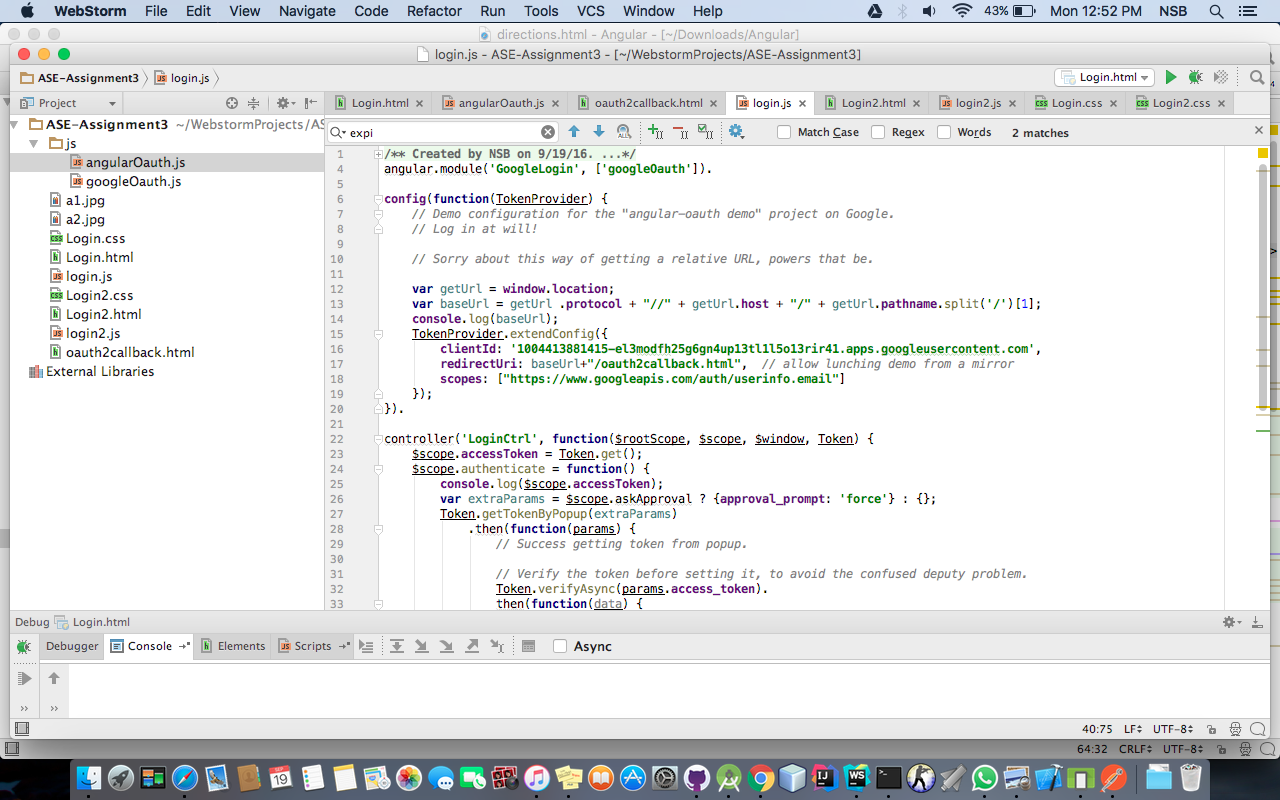 WebStorm File Edit View Navigate Code Refactor Run Tools VCS Window Help 43% Mon 12:52 PM NSB
directions.html - Angular - [~/Downloads/Angular]
login.js - ASE-Assignment3 - [~/WebstormProjects/ASE-Assignment3]
ASE-Assignment3 login.js Login.html
Project Login.html angularOauth.js oauth2callback.html login.js Login2.html login2.js Login.css Login2.css
ASE-Assignment3 ~/WebstormProjects/AS
js
angularOauth.js
googleOauth.js
a1.jpg
a2.jpg
Login.css
Login.html
login.js
Login2.css
Login2.html
login2.js
oauth2callback.html
External Libraries
expi Match Case Regex Words 2 matches
1 /** Created by NSB on 9/19/16. ...*/
4 angular.module('GoogleLogin', ['googleOauth']).
5
6 config(function(TokenProvider) {
7 // Demo configuration for the "angular-oauth demo" project on Google.
8 // Log in at will!
9
10 // Sorry about this way of getting a relative URL, powers that be.
11
12 var getUrl = window.location;
13 var baseUrl = getUrl .protocol + "//" + getUrl.host + "/" + getUrl.pathname.split('/')[1];
14 console.log(baseUrl);
15 TokenProvider.extendConfig({
16 clientId: '1004413881415-el3modfh25g6gn4up13tl1l5o13rir41.apps.googleusercontent.com',
17 redirectUri: baseUrl+"/oauth2callback.html", // allow lunching demo from a mirror
18 scopes: ["https://www.googleapis.com/auth/userinfo.email"]
19 });
20 }).
21
22 controller('LoginCtrl', function($rootScope, $scope, $window, Token) {
23 $scope.accessToken = Token.get();
24 $scope.authenticate = function() {
25 console.log($scope.accessToken);
26 var extraParams = $scope.askApproval ? {approval_prompt: 'force'} : {};
27 Token.getTokenByPopup(extraParams)
28 .then(function(params) {
29 // Success getting token from popup.
30
31 // Verify the token before setting it, to avoid the confused deputy problem.
32 Token.verifyAsync(params.access_token).
33 then(function(data) {
Debug Login.html
Debugger Console Elements Scripts Async
40:75 LF UTF-8
64:32 CRLF UTF-8
SEP
19
IJ
WS